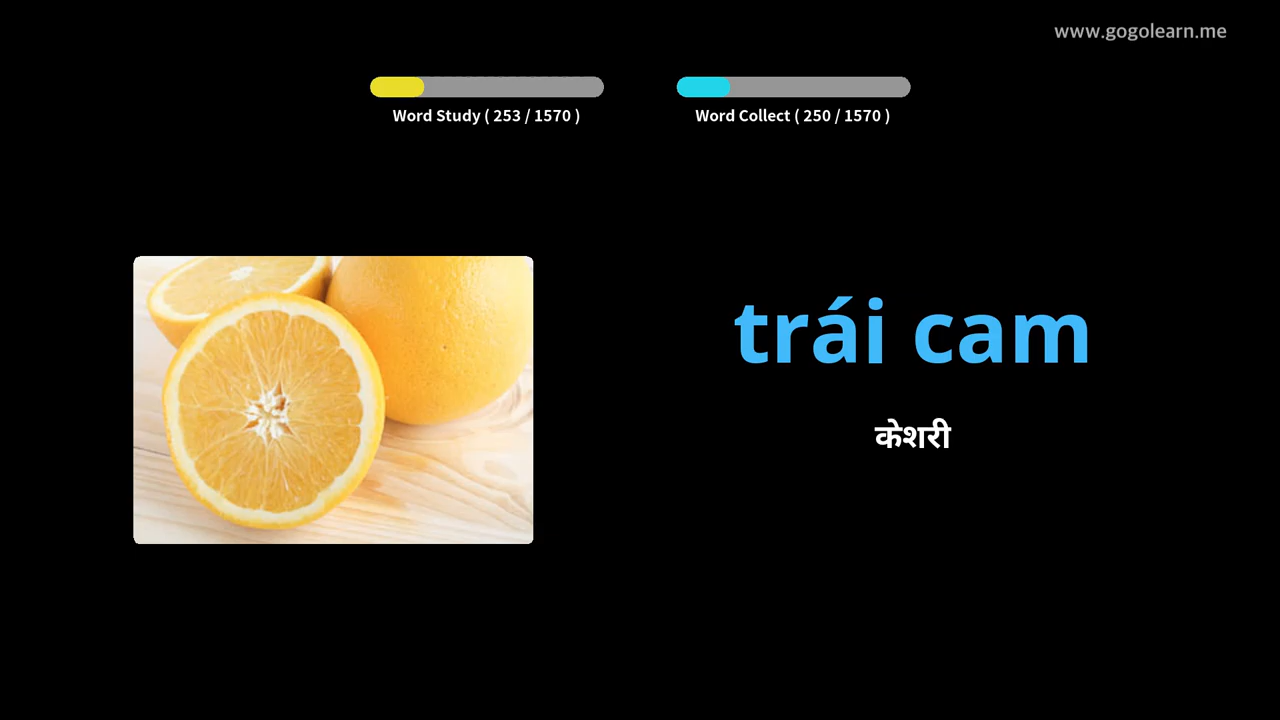 www.gogolearn.me
Word Study ( 253 / 1570 )
Word Collect ( 250 / 1570 )
trái cam
केशरी